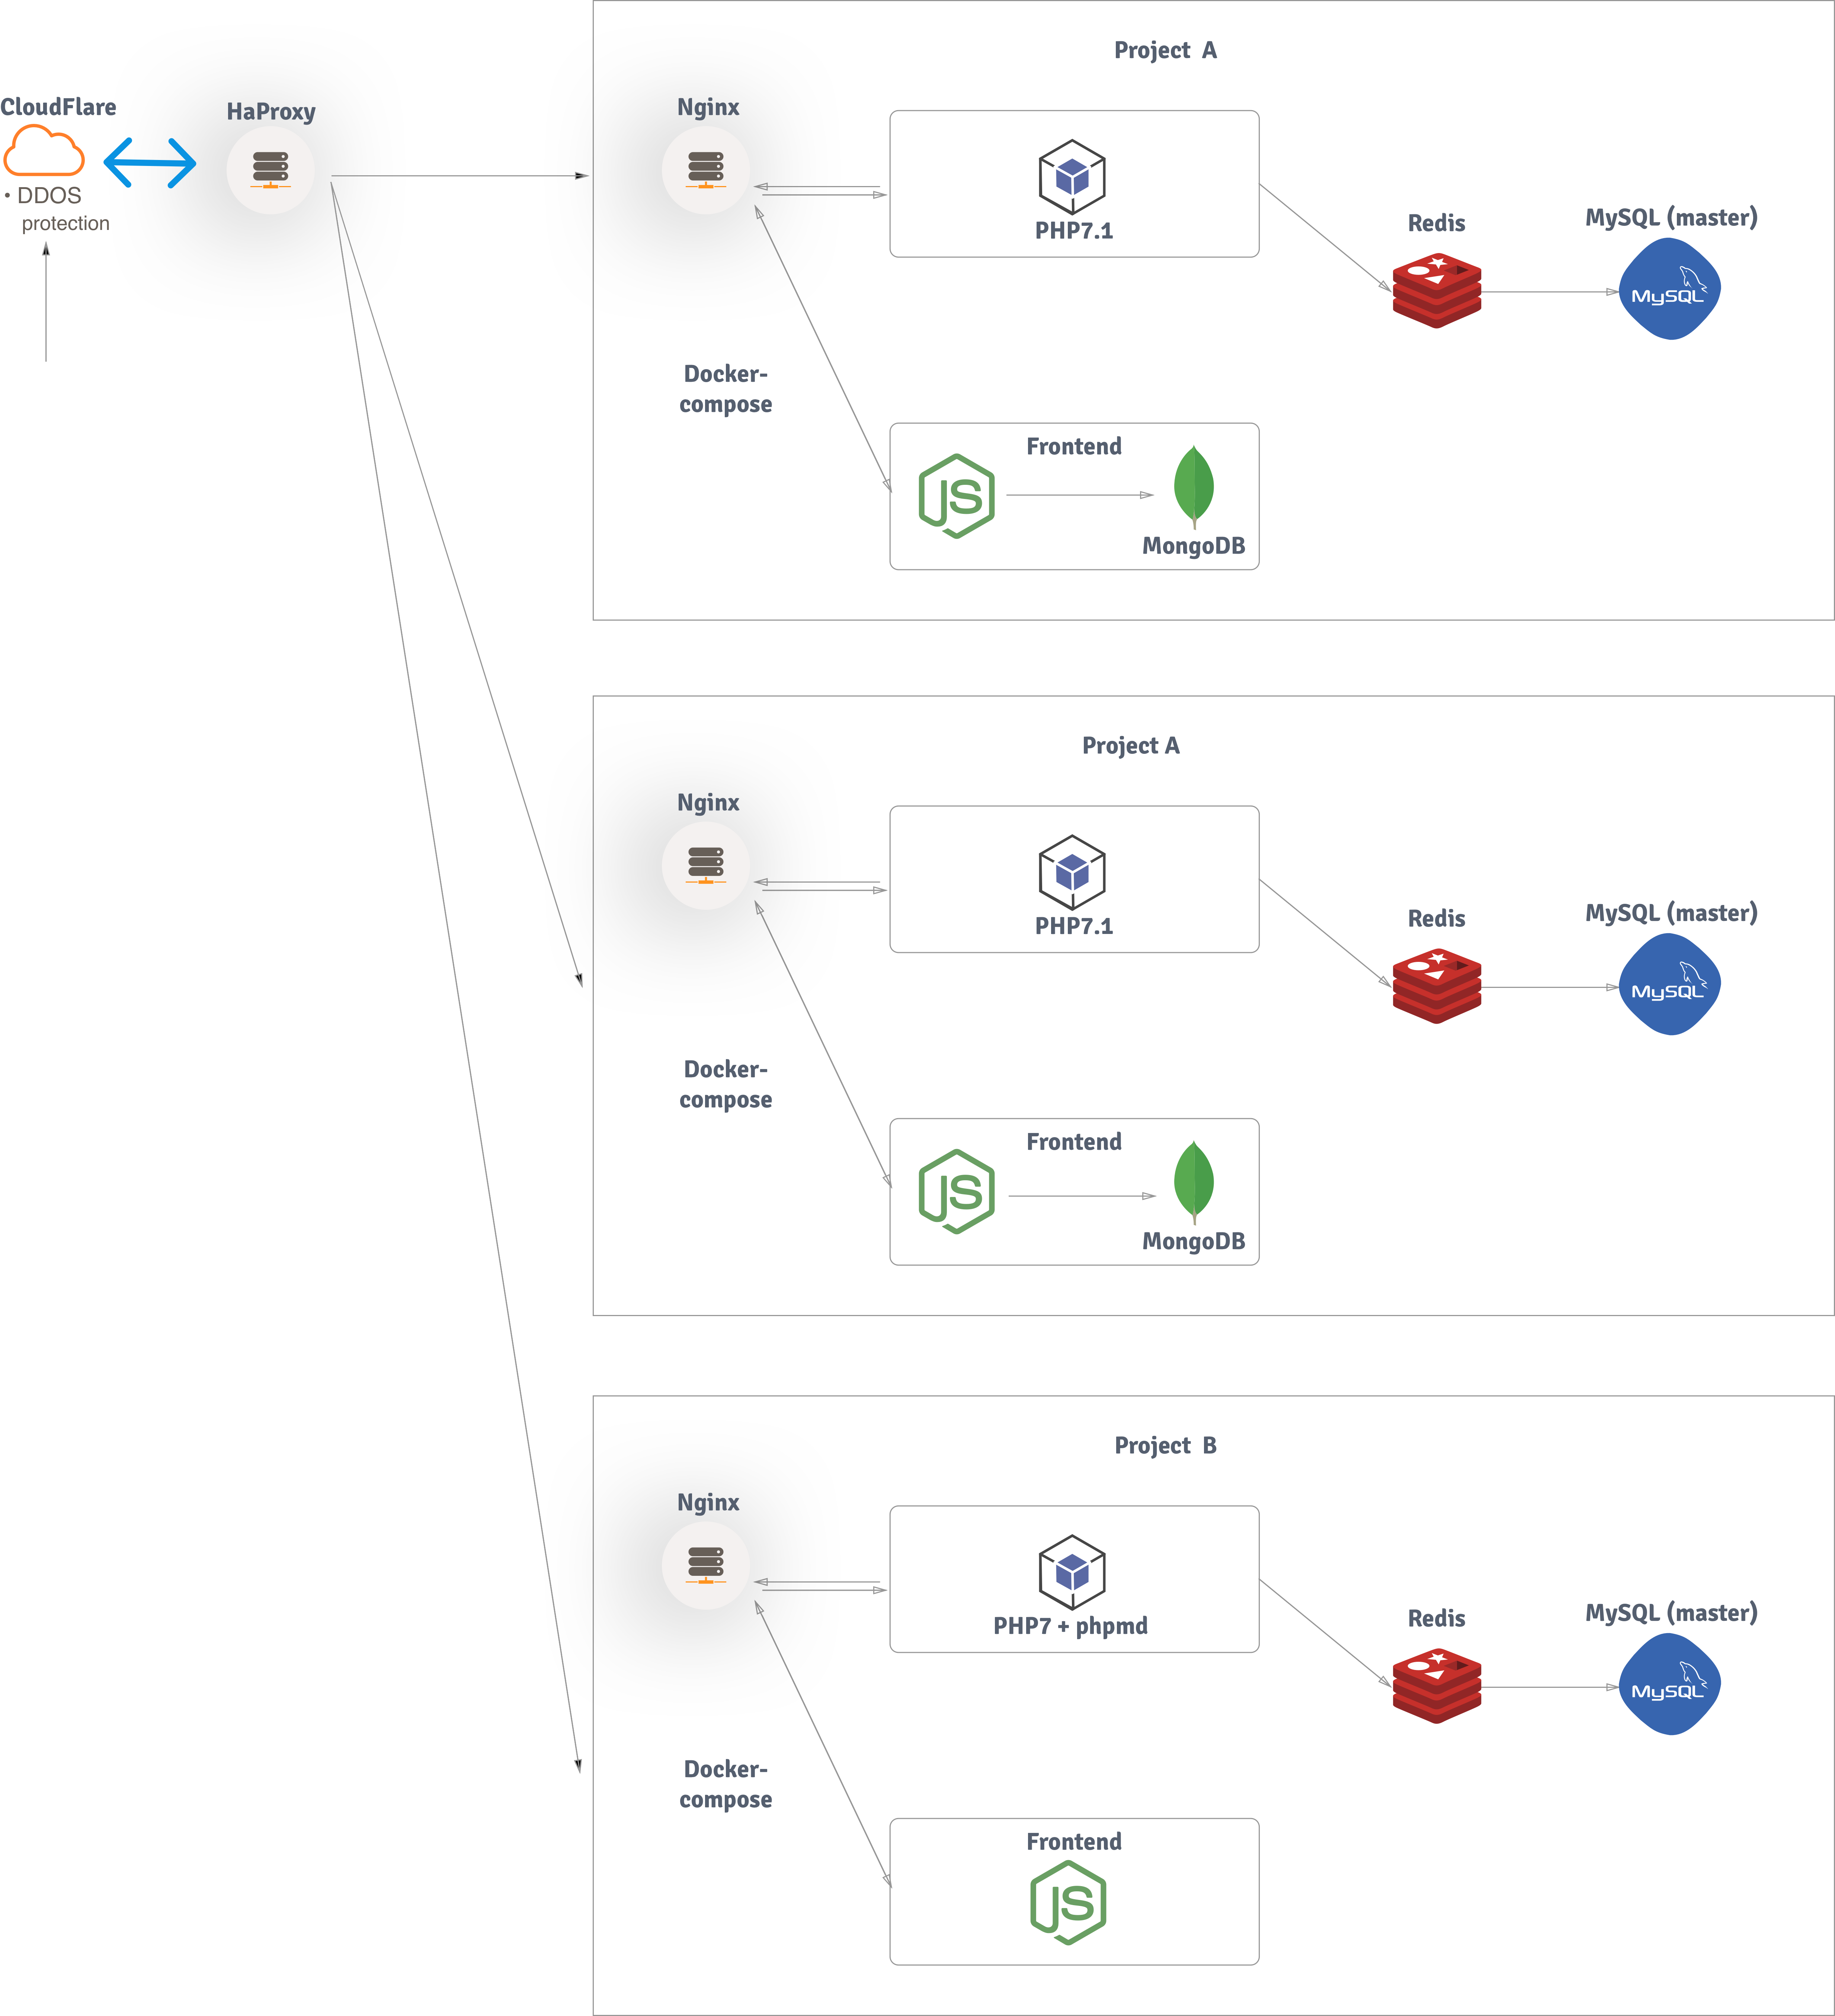 CloudFlare
• DDOS
protection
HaProxy
Project A
Nginx
PHP7.1
Redis
MySQL (master)
MySQL
Docker-
compose
Frontend
JS
MongoDB
Project A
Nginx
PHP7.1
Redis
MySQL (master)
MySQL
Docker-
compose
Frontend
JS
MongoDB
Project B
Nginx
PHP7 + phpmd
Redis
MySQL (master)
MySQL
Docker-
compose
Frontend
JS